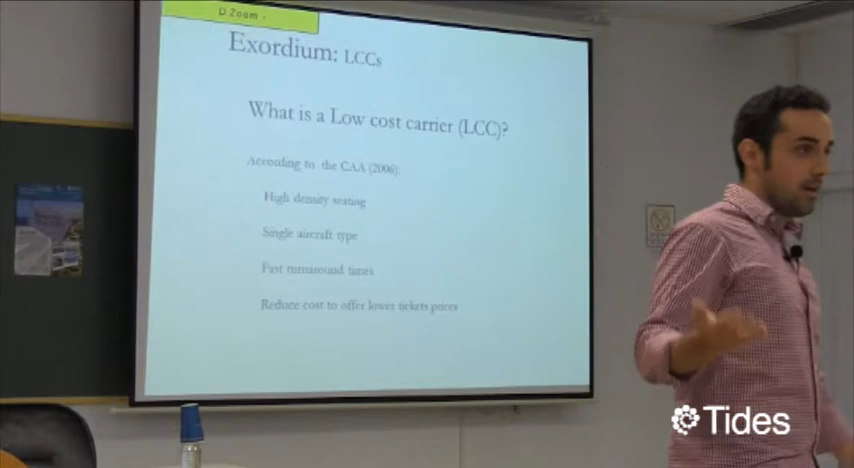 D.Zoom -
Exordium: LCCs
What is a Low cost carrier (LCC)?
According to the CAA (2006):
High density seating
Single aircraft type
Fast turnaround times
Reduce cost to offer lower tickets prices
Tides